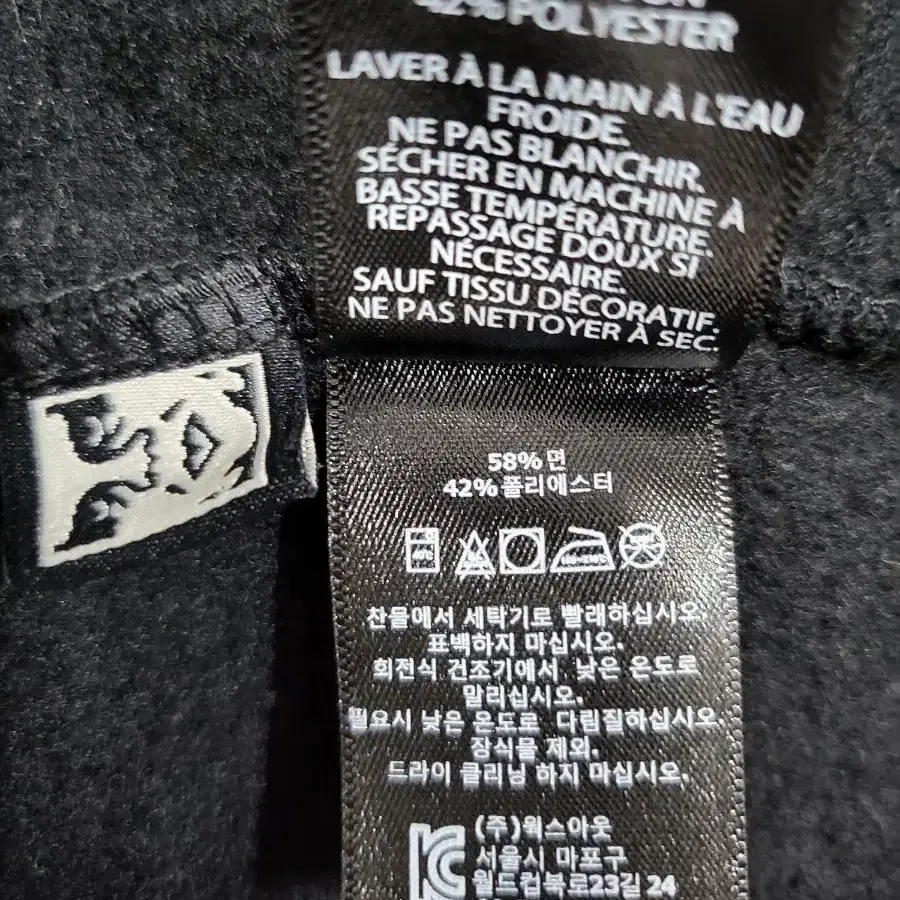 42% POLYESTER
LAVER À LA MAIN À L'EAU
FROIDE.
NE PAS BLANCHIR.
SÉCHER EN MACHINE À
BASSE TEMPÉRATURE.
REPASSAGE DOUX SI
NÉCESSAIRE.
SAUF TISSU DÉCORATIF.
NE PAS NETTOYER À SEC.
58% 면
42% 폴리에스터
찬물에서 세탁기로 빨래하십시오.
표백하지 마십시오.
회전식 건조기에서 낮은 온도로
말리십시오.
필요시 낮은 온도로 다림질하십시오.
장식물 제외.
드라이 클리닝 하지 마십시오.
(주)웍스아웃
서울시 마포구
월드컵북로23길 24